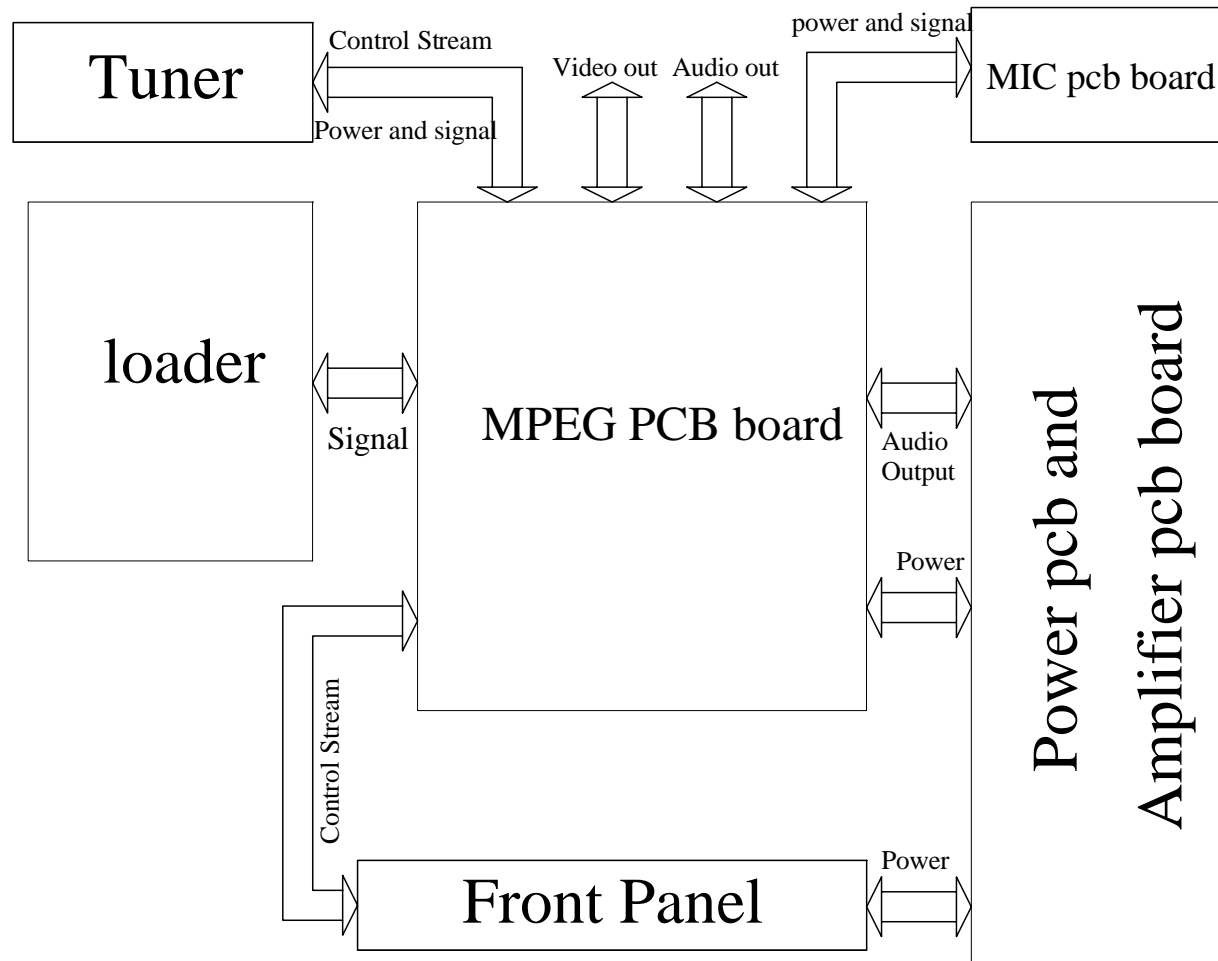 Control Stream
power and signal
Tuner
Video out
Audio out
MIC pcb board
Power and signal
loader
Signal
MPEG PCB board
Audio
Output
Power
Power pcb and
Amplifier pcb board
Control Stream
Front Panel
Power